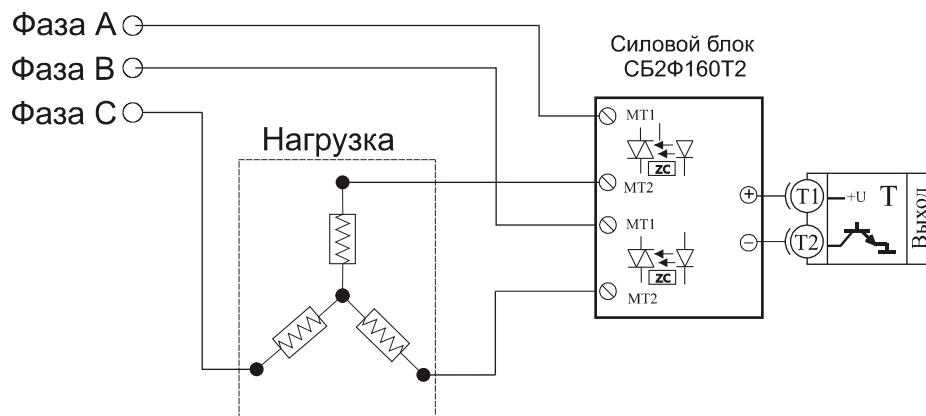 Фаза А
Фаза В
Фаза С
Силовой блок
СБ2Ф160Т2
Нагрузка
MT1
ZC
MT2
MT1
ZC
MT2
+
−
T1
T2
+U
T
Выход